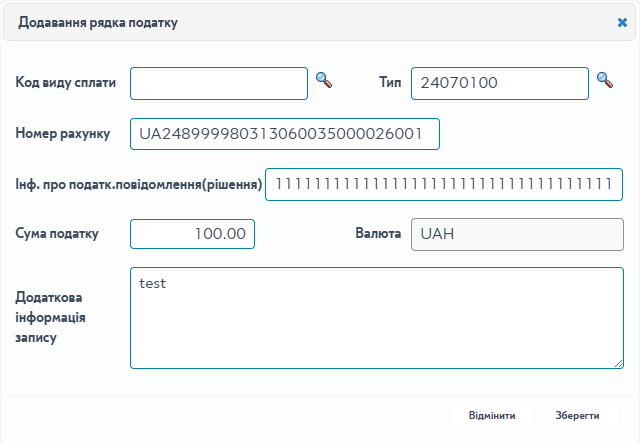 Додавання рядка податку
Код виду сплати
Тип 24070100
Номер рахунку UA248999980313060035000026001
Інф. про податк.повідомлення(рішення) 11111111111111111111111111111111111
Сума податку 100.00 Валюта UAH
Додаткова інформація запису
test
Відмінити Зберегти